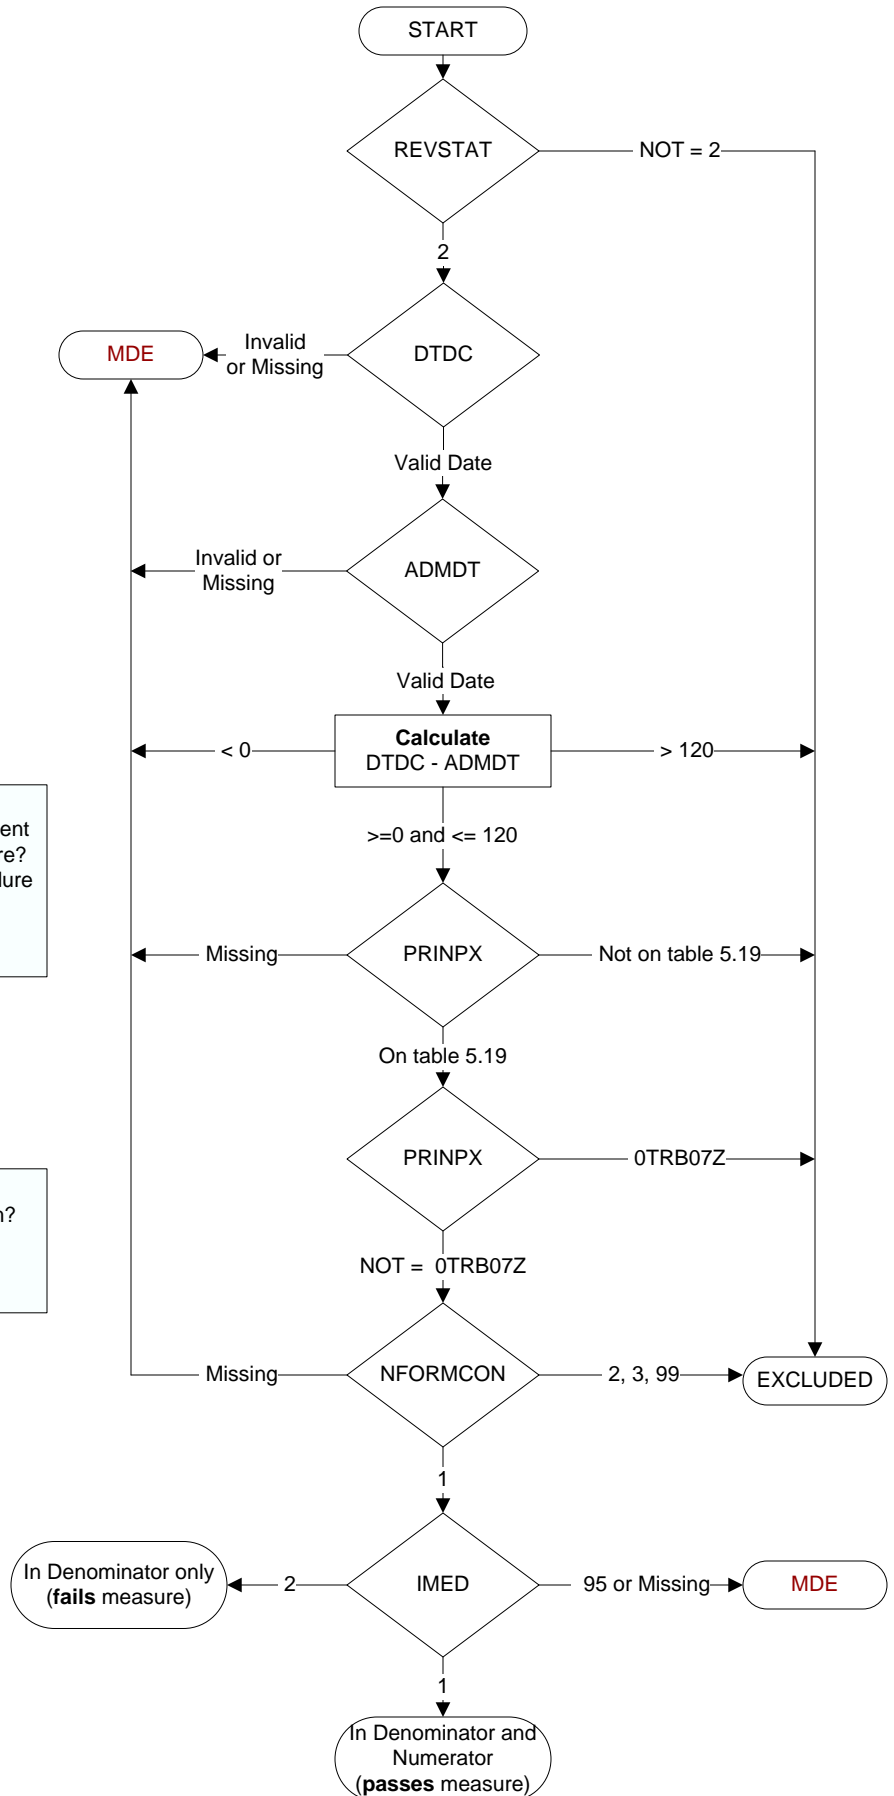 START
REVSTAT
NOT = 2
2
DTDC
Invalid
or Missing
MDE
Valid Date
ADMDT
Invalid or
Missing
Valid Date
Calculate
DTDC - ADMDT
< 0
> 120
>=0 and <= 120
ent
re?
lure
PRINPX
Missing
Not on table 5.19
On table 5.19
PRINPX
0TRB07Z
n?
NOT =  0TRB07Z
NFORMCON
Missing
2, 3, 99
EXCLUDED
1
IMED
2
In Denominator only
(fails measure)
95 or Missing
MDE
1
In Denominator and
Numerator
(passes measure)